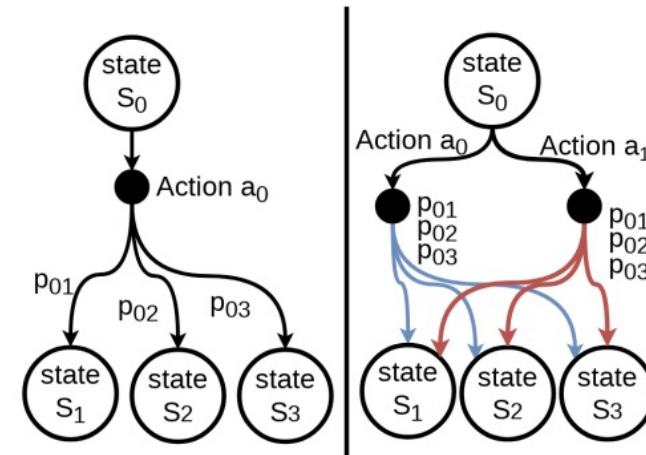 state
S0
Action a0
p01
p02
p03
state
S1
state
S2
state
S3
state
S0
Action a0
Action a1
p01
p02
p03
p01
p02
p03
state
S1
state
S2
state
S3